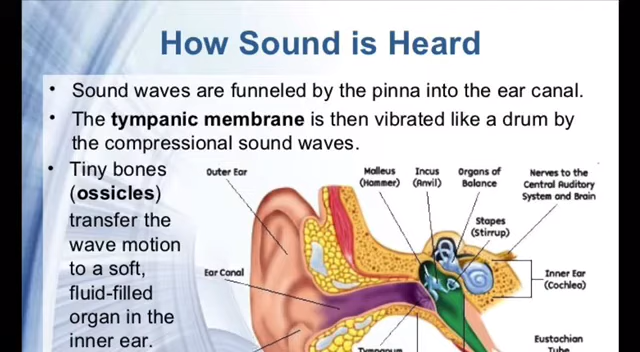 How Sound is Heard
• Sound waves are funneled by the pinna into the ear canal.
• The tympanic membrane is then vibrated like a drum by
the compressional sound waves.
• Tiny bones
(ossicles)
transfer the
wave motion
to a soft,
fluid-filled
organ in the
inner ear.
Outer Ear
Malleus
(Hammer)
Incus
(Anvil)
Organs of
Balance
Nerves to the
Central Auditory
System and Brain
Stapes
(Stirrup)
Ear Canal
Inner Ear
(Cochlea)
Eustachian
Tube
Tympanum